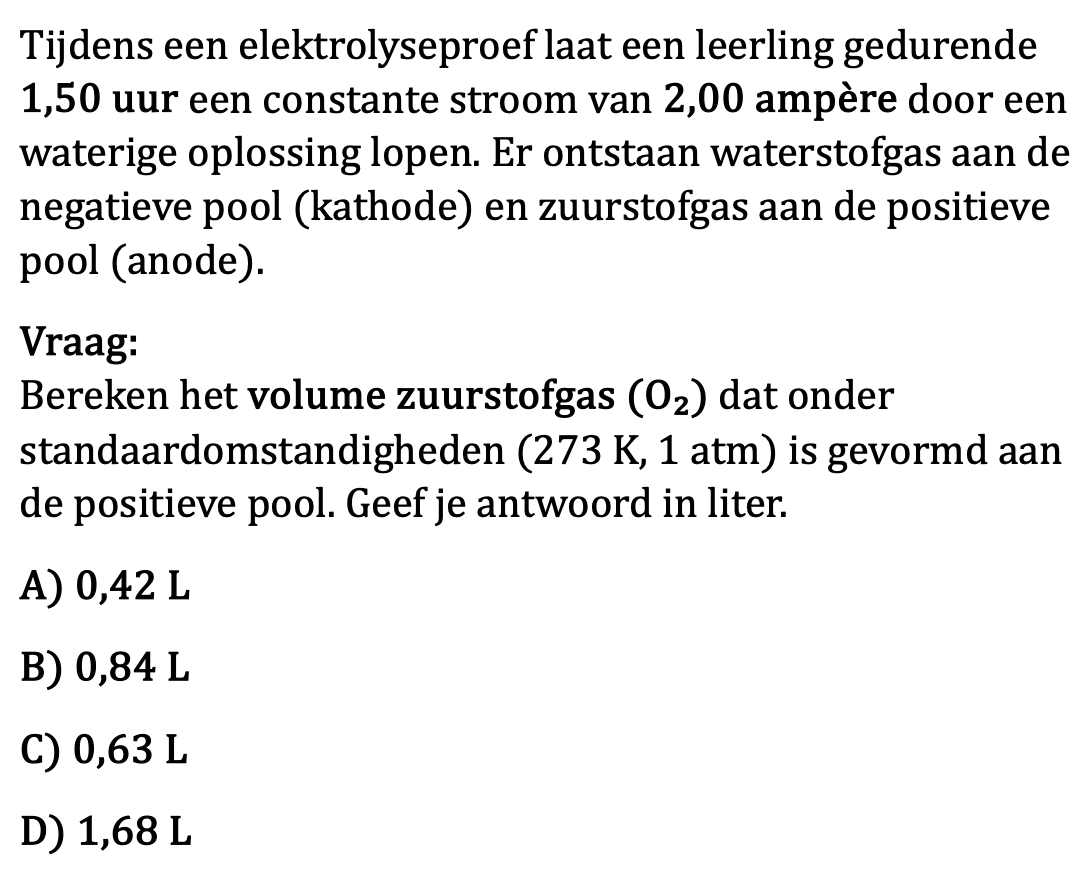 Tijdens een elektrolyseproef laat een leerling gedurende
1,50 uur een constante stroom van 2,00 ampère door een
waterige oplossing lopen. Er ontstaan waterstofgas aan de
negatieve pool (kathode) en zuurstofgas aan de positieve
pool (anode).
Vraag:
Bereken het volume zuurstofgas (O₂) dat onder
standaardomstandigheden (273 K, 1 atm) is gevormd aan
de positieve pool. Geef je antwoord in liter.
A) 0,42 L
B) 0,84 L
C) 0,63 L
D) 1,68 L